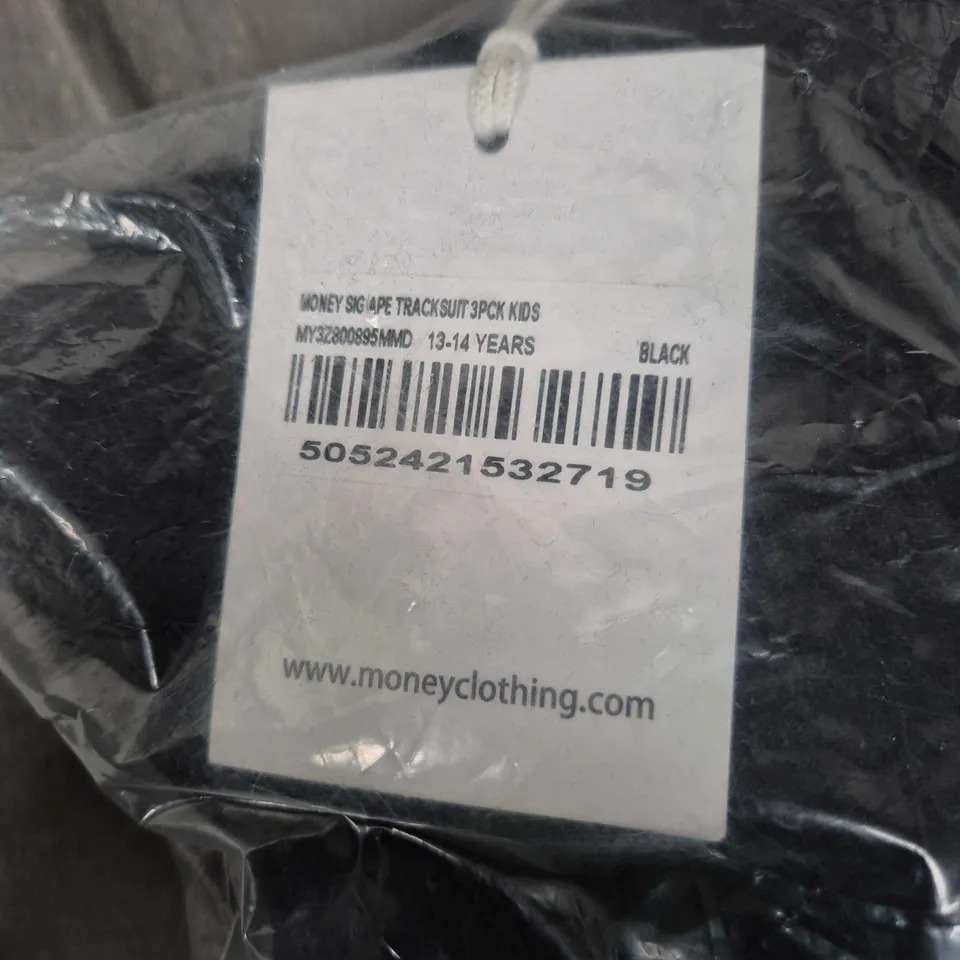 MONEY SIG APE TRACKSUIT 3PCK KIDS
MY3Z800895MMD 13-14 YEARS BLACK
5052421532719
www.moneyclothing.com